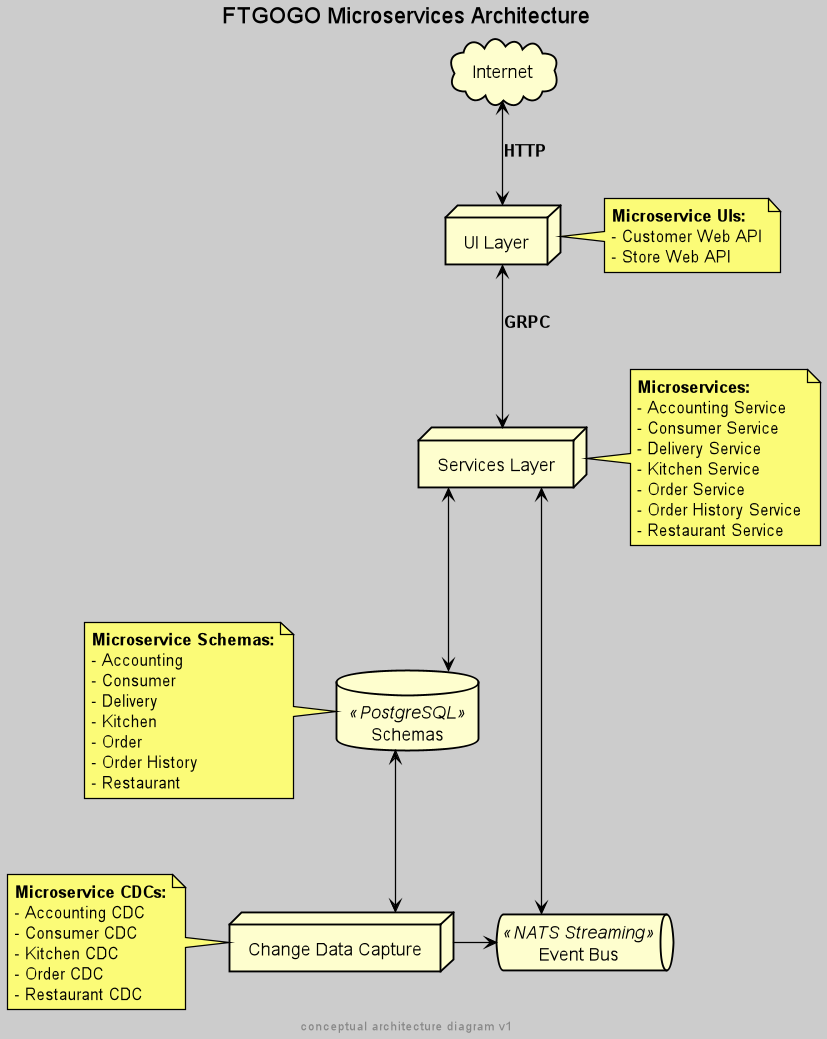 FTGOGO Microservices Architecture
Internet
HTTP
UI Layer
Microservice UIs:
- Customer Web API
- Store Web API
GRPC
Services Layer
Microservices:
- Accounting Service
- Consumer Service
- Delivery Service
- Kitchen Service
- Order Service
- Order History Service
- Restaurant Service
Microservice Schemas:
- Accounting
- Consumer
- Delivery
- Kitchen
- Order
- Order History
- Restaurant
«PostgreSQL»
Schemas
Microservice CDCs:
- Accounting CDC
- Consumer CDC
- Kitchen CDC
- Order CDC
- Restaurant CDC
Change Data Capture
«NATS Streaming»
Event Bus
conceptual architecture diagram v1